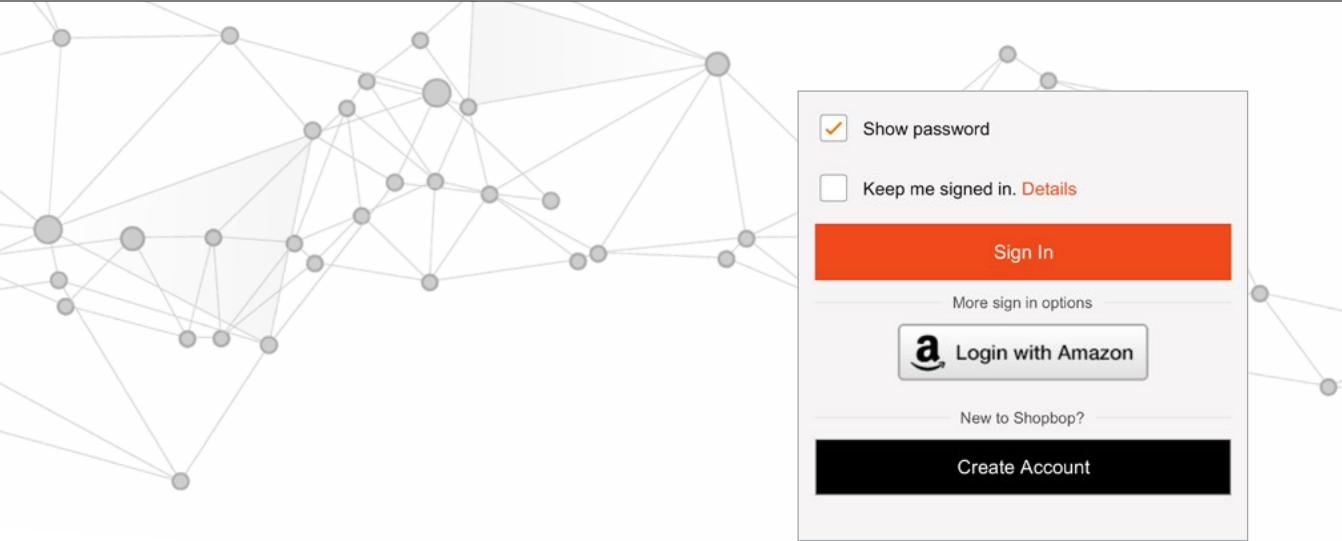 Show password
Keep me signed in. Details
Sign In
More sign in options
a Login with Amazon
New to Shopbop?
Create Account